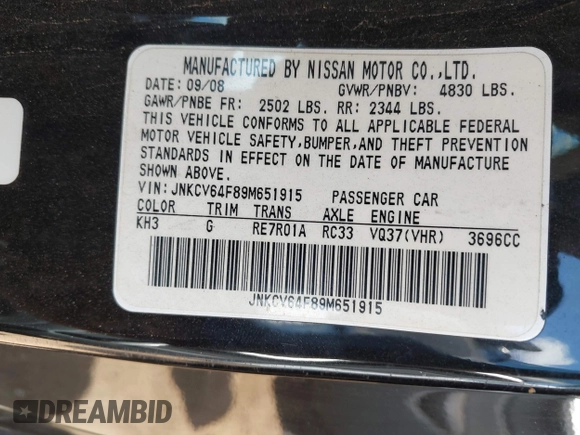 MANUFACTURED BY NISSAN MOTOR CO.,LTD.
DATE: 09/08 GVWR/PNBV: 4830 LBS.
GAWR/PNBE FR: 2502 LBS. RR: 2344 LBS.
THIS VEHICLE CONFORMS TO ALL APPLICABLE FEDERAL
MOTOR VEHICLE SAFETY,BUMPER,AND THEFT PREVENTION
STANDARDS IN EFFECT ON THE DATE OF MANUFACTURE
SHOWN ABOVE.
VIN: JNKCV64F89M651915 PASSENGER CAR
COLOR TRIM TRANS AXLE ENGINE
KH3 G RE7R01A RC33 VQ37(VHR) 3696CC
JNKCV64F89M651915
DREAMBID